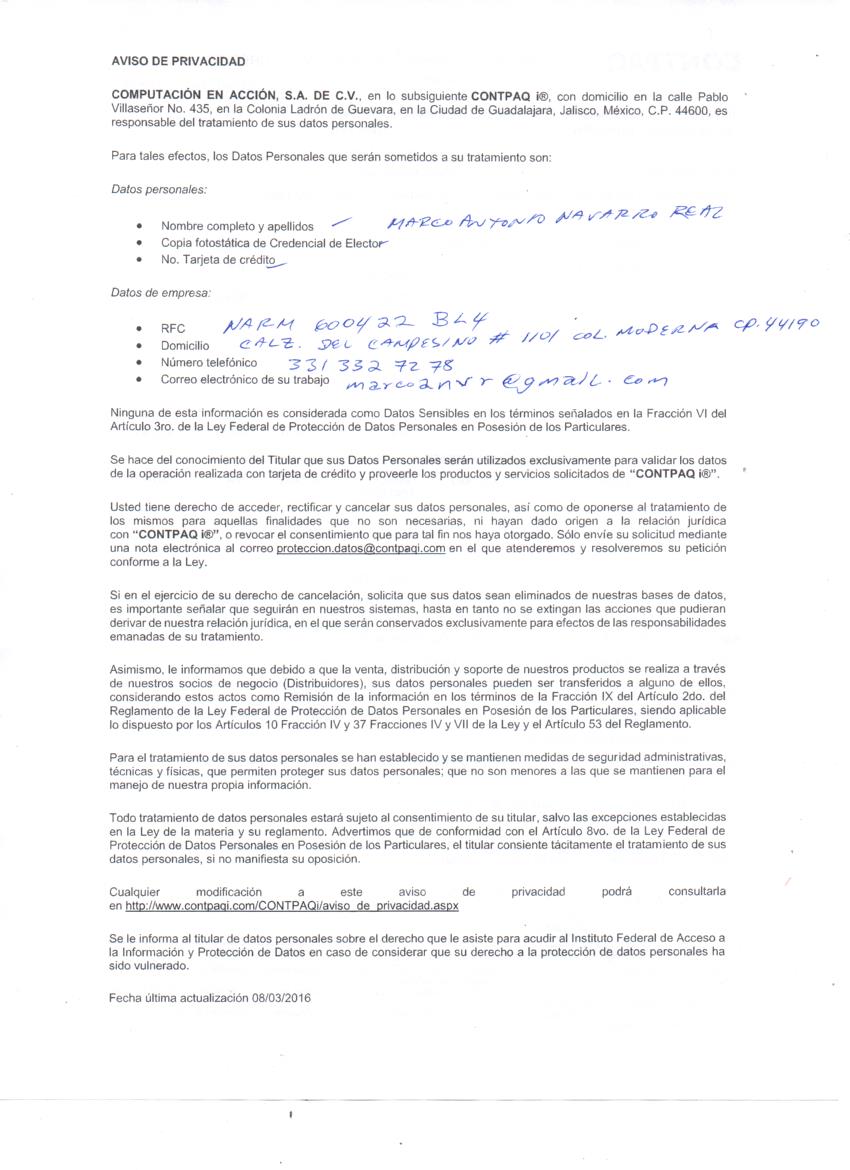 AVISO DE PRIVACIDAD
COMPUTACIÓN EN ACCIÓN, S.A. DE C.V., en lo subsiguiente CONTPAQ i®, con domicilio en la calle Pablo
Villaseñor No. 435, en la Colonia Ladrón de Guevara, en la Ciudad de Guadalajara, Jalisco, México, C.P. 44600, es
responsable del tratamiento de sus datos personales.
Para tales efectos, los Datos Personales que serán sometidos a su tratamiento son:
Datos personales:
• Nombre completo y apellidos MARCO ANTONIO NAVARRO REAL
• Copia fotostática de Credencial de Elector
• No. Tarjeta de crédito
Datos de empresa:
• RFC NARM 600422 BL4
• Domicilio CALZ. DEL CAMPESINO # 1101 COL. MODERNA CP. 44190
• Número telefónico 331 332 72 78
• Correo electrónico de su trabajo marcoanvr@gmail.com
Ninguna de esta información es considerada como Datos Sensibles en los términos señalados en la Fracción VI del
Artículo 3ro. de la Ley Federal de Protección de Datos Personales en Posesión de los Particulares.
Se hace del conocimiento del Titular que sus Datos Personales serán utilizados exclusivamente para validar los datos
de la operación realizada con tarjeta de crédito y proveerle los productos y servicios solicitados de “CONTPAQ i®”.
Usted tiene derecho de acceder, rectificar y cancelar sus datos personales, así como de oponerse al tratamiento de
los mismos para aquellas finalidades que no son necesarias, ni hayan dado origen a la relación jurídica
con “CONTPAQ i®”, o revocar el consentimiento que para tal fin nos haya otorgado. Sólo envíe su solicitud mediante
una nota electrónica al correo proteccion.datos@contpaqi.com en el que atenderemos y resolveremos su petición
conforme a la Ley.
Si en el ejercicio de su derecho de cancelación, solicita que sus datos sean eliminados de nuestras bases de datos,
es importante señalar que seguirán en nuestros sistemas, hasta en tanto no se extingan las acciones que pudieran
derivar de nuestra relación jurídica, en el que serán conservados exclusivamente para efectos de las responsabilidades
emanadas de su tratamiento.
Asimismo, le informamos que debido a que la venta, distribución y soporte de nuestros productos se realiza a través
de nuestros socios de negocio (Distribuidores), sus datos personales pueden ser transferidos a alguno de ellos,
considerando estos actos como Remisión de la información en los términos de la Fracción IX del Artículo 2do. del
Reglamento de la Ley Federal de Protección de Datos Personales en Posesión de los Particulares, siendo aplicable
lo dispuesto por los Artículos 10 Fracción IV y 37 Fracciones IV y VII de la Ley y el Artículo 53 del Reglamento.
Para el tratamiento de sus datos personales se han establecido y se mantienen medidas de seguridad administrativas,
técnicas y físicas, que permiten proteger sus datos personales; que no son menores a las que se mantienen para el
manejo de nuestra propia información.
Todo tratamiento de datos personales estará sujeto al consentimiento de su titular, salvo las excepciones establecidas
en la Ley de la materia y su reglamento. Advertimos que de conformidad con el Artículo 8vo. de la Ley Federal de
Protección de Datos Personales en Posesión de los Particulares, el titular consiente tácitamente el tratamiento de sus
datos personales, si no manifiesta su oposición.
Cualquier modificación a este aviso de privacidad podrá consultarla
en http://www.contpaqi.com/CONTPAQi/aviso_de_privacidad.aspx
Se le informa al titular de datos personales sobre el derecho que le asiste para acudir al Instituto Federal de Acceso a
la Información y Protección de Datos en caso de considerar que su derecho a la protección de datos personales ha
sido vulnerado.
Fecha última actualización 08/03/2016